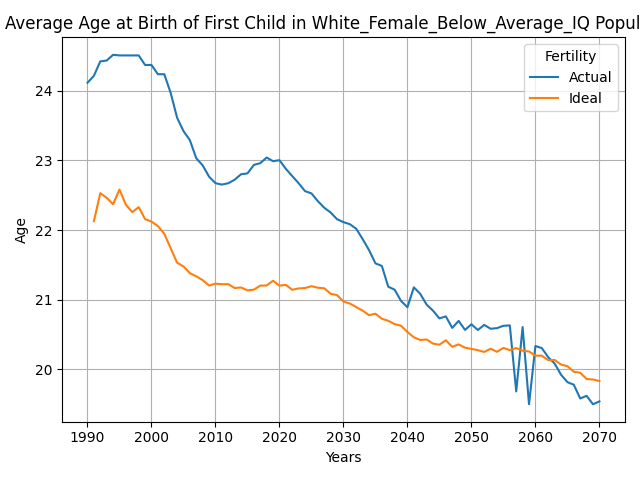 Average Age at Birth of First Child in White_Female_Below_Average_IQ Popul
Fertility
Actual
Ideal
24
23
22
21
20
Age
1990 2000 2010 2020 2030 2040 2050 2060 2070
Years